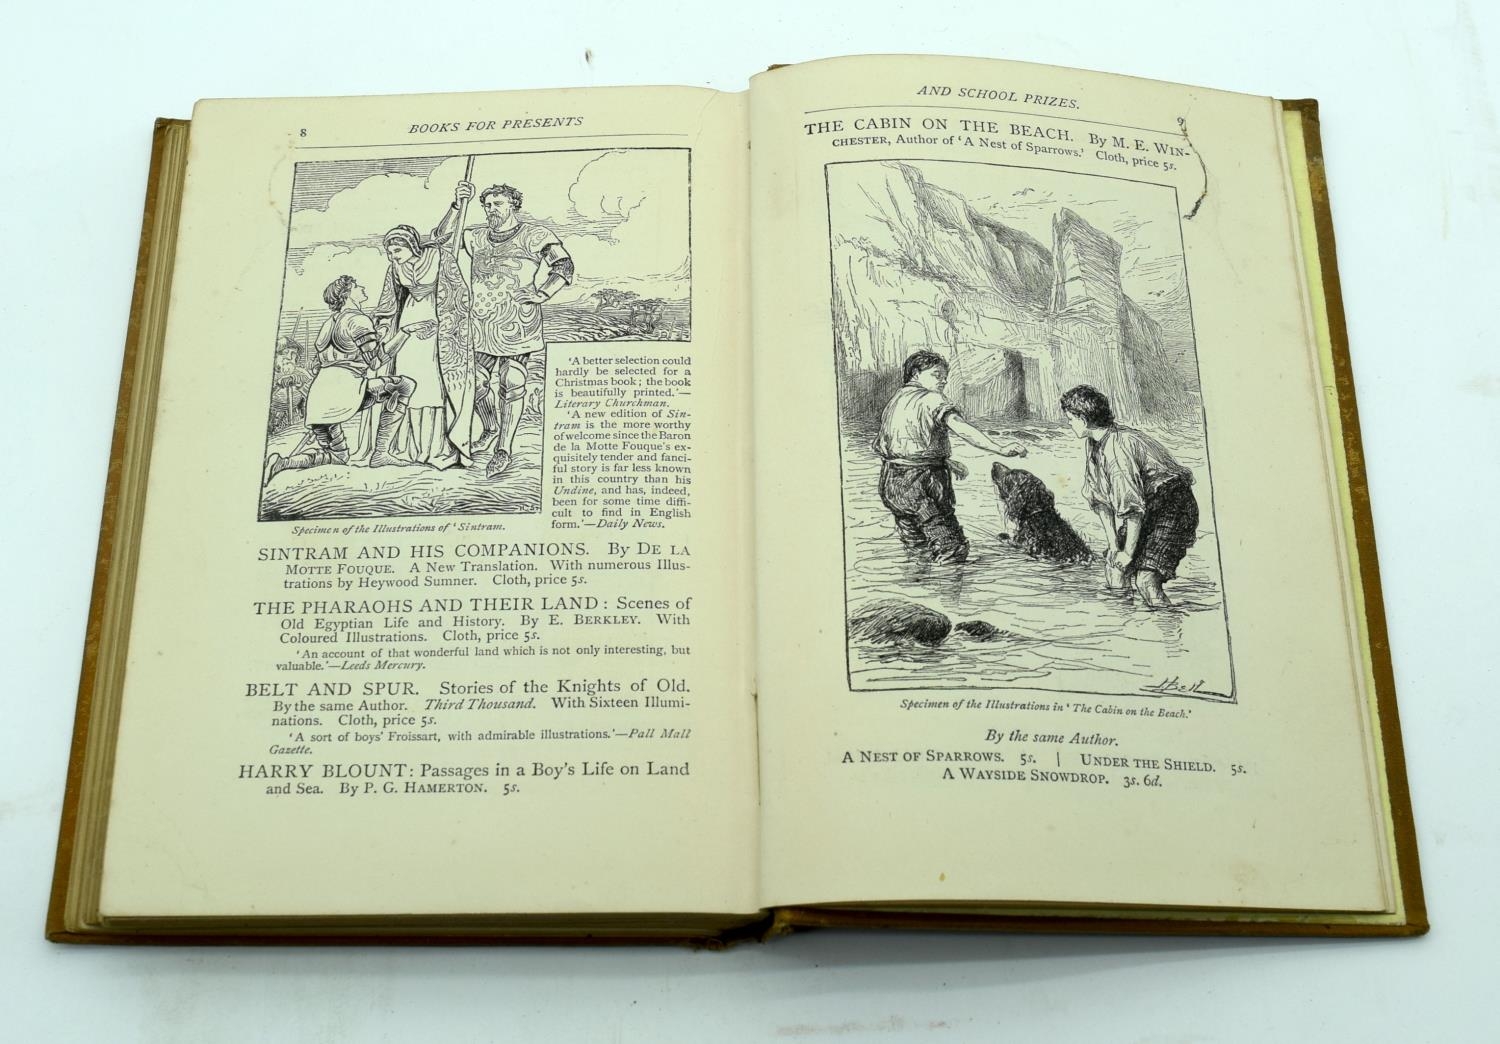 8
BOOKS FOR PRESENTS
'A better selection could
hardly be selected for a
Christmas book; the book
is beautifully printed.'—
Literary Churchman.
'A new edition of Sin-
tram is the more worthy
of welcome since the Baron
de la Motte Fouque's ex-
quisitely tender and fanci-
ful story is far less known
in this country than his
Undine, and has, indeed,
been for some time diffi-
cult to find in English
form.'—Daily News.
Specimen of the Illustrations of 'Sintram.
SINTRAM AND HIS COMPANIONS. By DE LA
MOTTE FOUQUE. A New Translation. With numerous Illus-
trations by Heywood Sumner. Cloth, price 5s.
THE PHARAOHS AND THEIR LAND: Scenes of
Old Egyptian Life and History. By E. BERKLEY. With
Coloured Illustrations. Cloth, price 5s.
'An account of that wonderful land which is not only interesting, but
valuable.'—Leeds Mercury.
BELT AND SPUR. Stories of the Knights of Old.
By the same Author. Third Thousand. With Sixteen Illumi-
nations. Cloth, price 5s.
'A sort of boys' Froissart, with admirable illustrations.'—Pall Mall
Gazette.
HARRY BLOUNT: Passages in a Boy's Life on Land
and Sea. By P. G. HAMERTON. 5s.
AND SCHOOL PRIZES.
9
THE CABIN ON THE BEACH. By M. E. WIN-
CHESTER, Author of 'A Nest of Sparrows.' Cloth, price 5s.
HBell
Specimen of the Illustrations in 'The Cabin on the Beach.'
By the same Author.
A NEST OF SPARROWS. 5s. | UNDER THE SHIELD. 5s.
A WAYSIDE SNOWDROP. 3s. 6d.